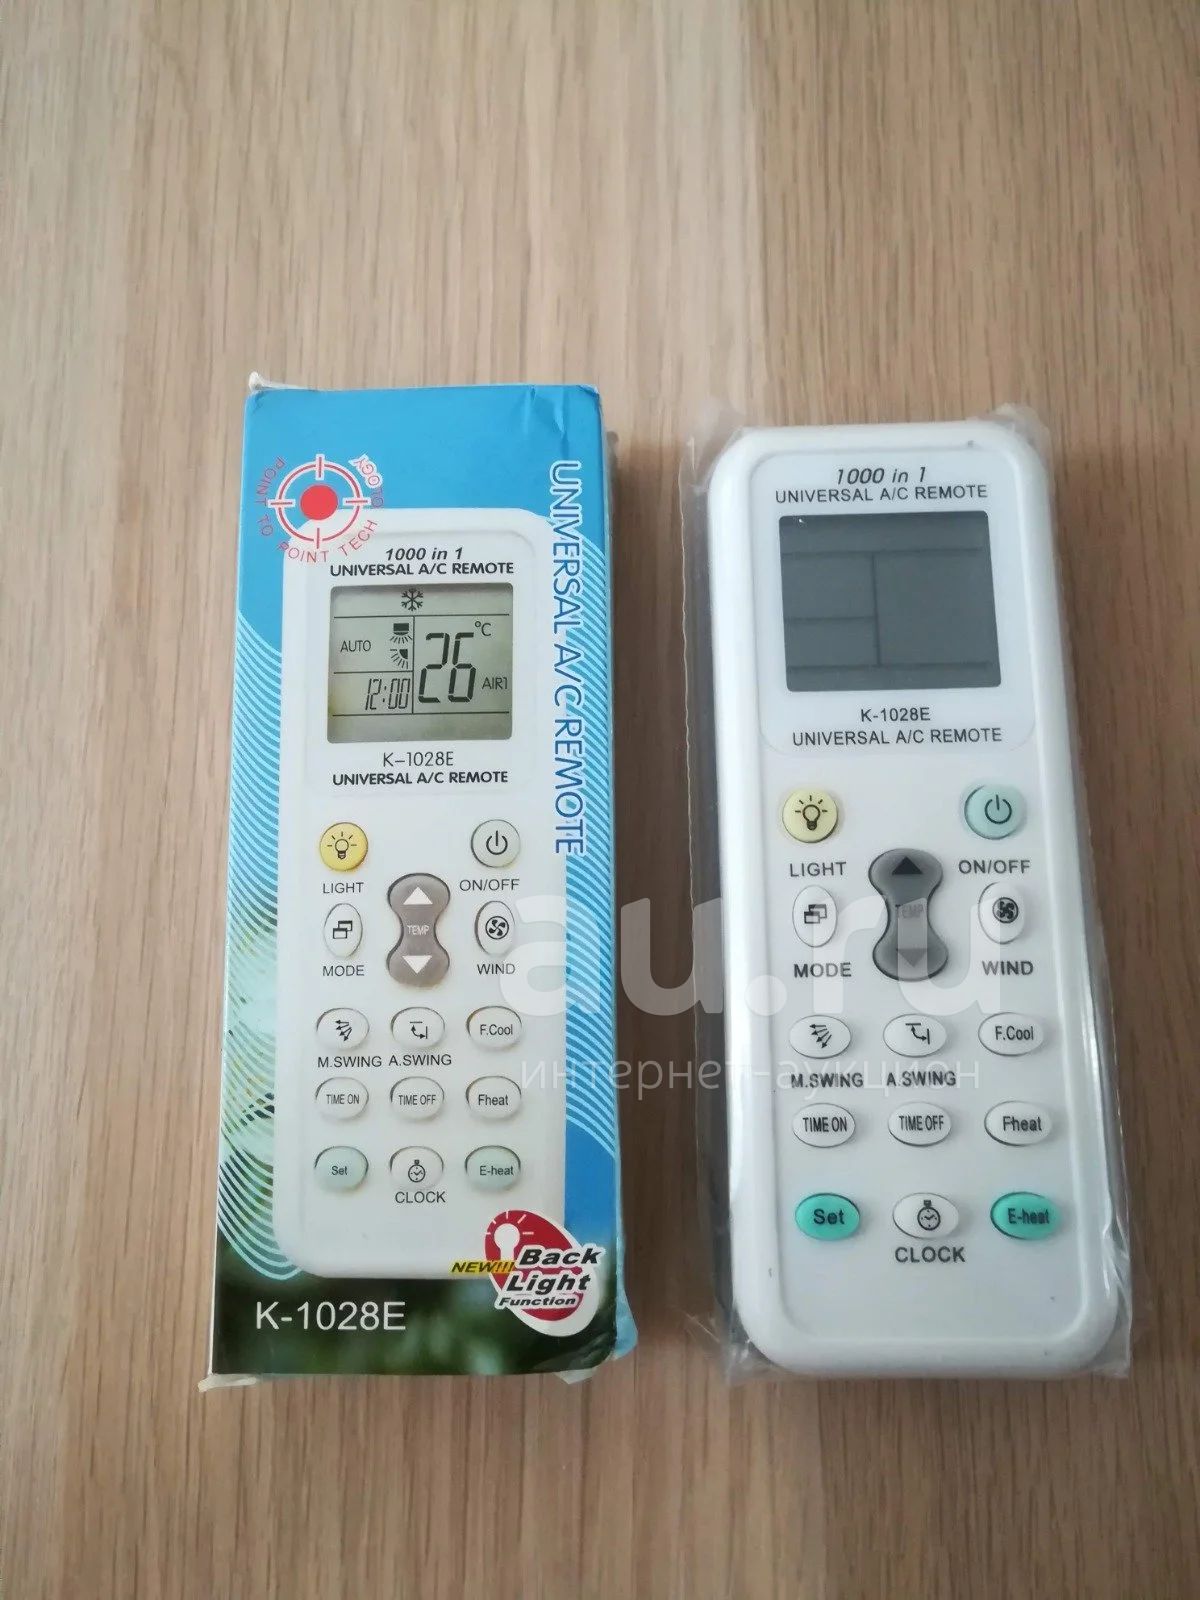 POINT TO POINT TECH OLOGY
UNIVERSAL A/C REMOTE
1000 in 1
UNIVERSAL A/C REMOTE
AUTO
26 °C
12:00
AIR1
K-1028E
UNIVERSAL A/C REMOTE
LIGHT
ON/OFF
TEMP
MODE
WIND
F.Cool
M.SWING A.SWING
TIME ON TIME OFF Fheat
Set E-heat
CLOCK
NEW!!! Back
Light
Function
K-1028E
1000 in 1
UNIVERSAL A/C REMOTE
K-1028E
UNIVERSAL A/C REMOTE
LIGHT
ON/OFF
TEMP
MODE
WIND
F.Cool
M.SWING A.SWING
TIME ON TIME OFF Fheat
Set E-heat
CLOCK
au.ru
интернет-аукцион